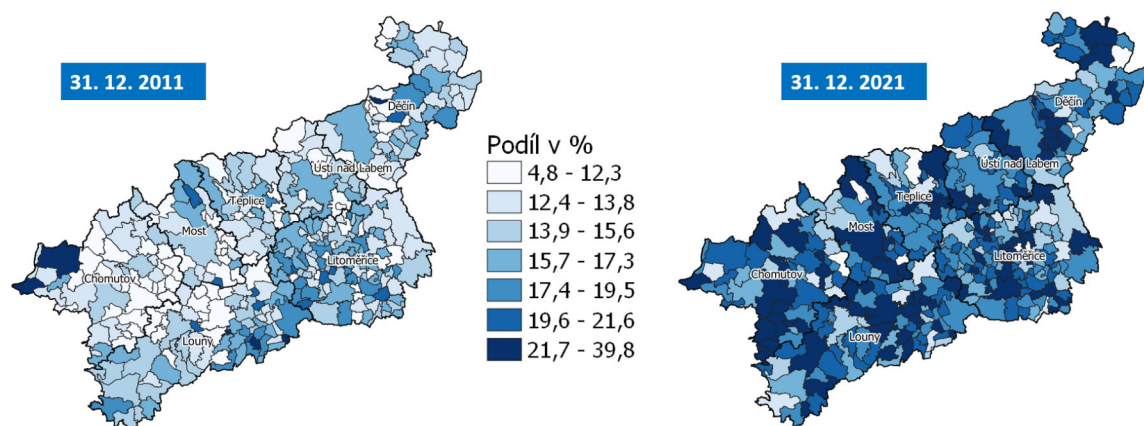 31. 12. 2011
Děčín
Ústí nad Labem
Teplice
Most
Litoměřice
Chomutov
Louny
Podíl v %
4,8 - 12,3
12,4 - 13,8
13,9 - 15,6
15,7 - 17,3
17,4 - 19,5
19,6 - 21,6
21,7 - 39,8
31. 12. 2021
Děčín
Ústí nad Labem
Teplice
Most
Litoměřice
Chomutov
Louny